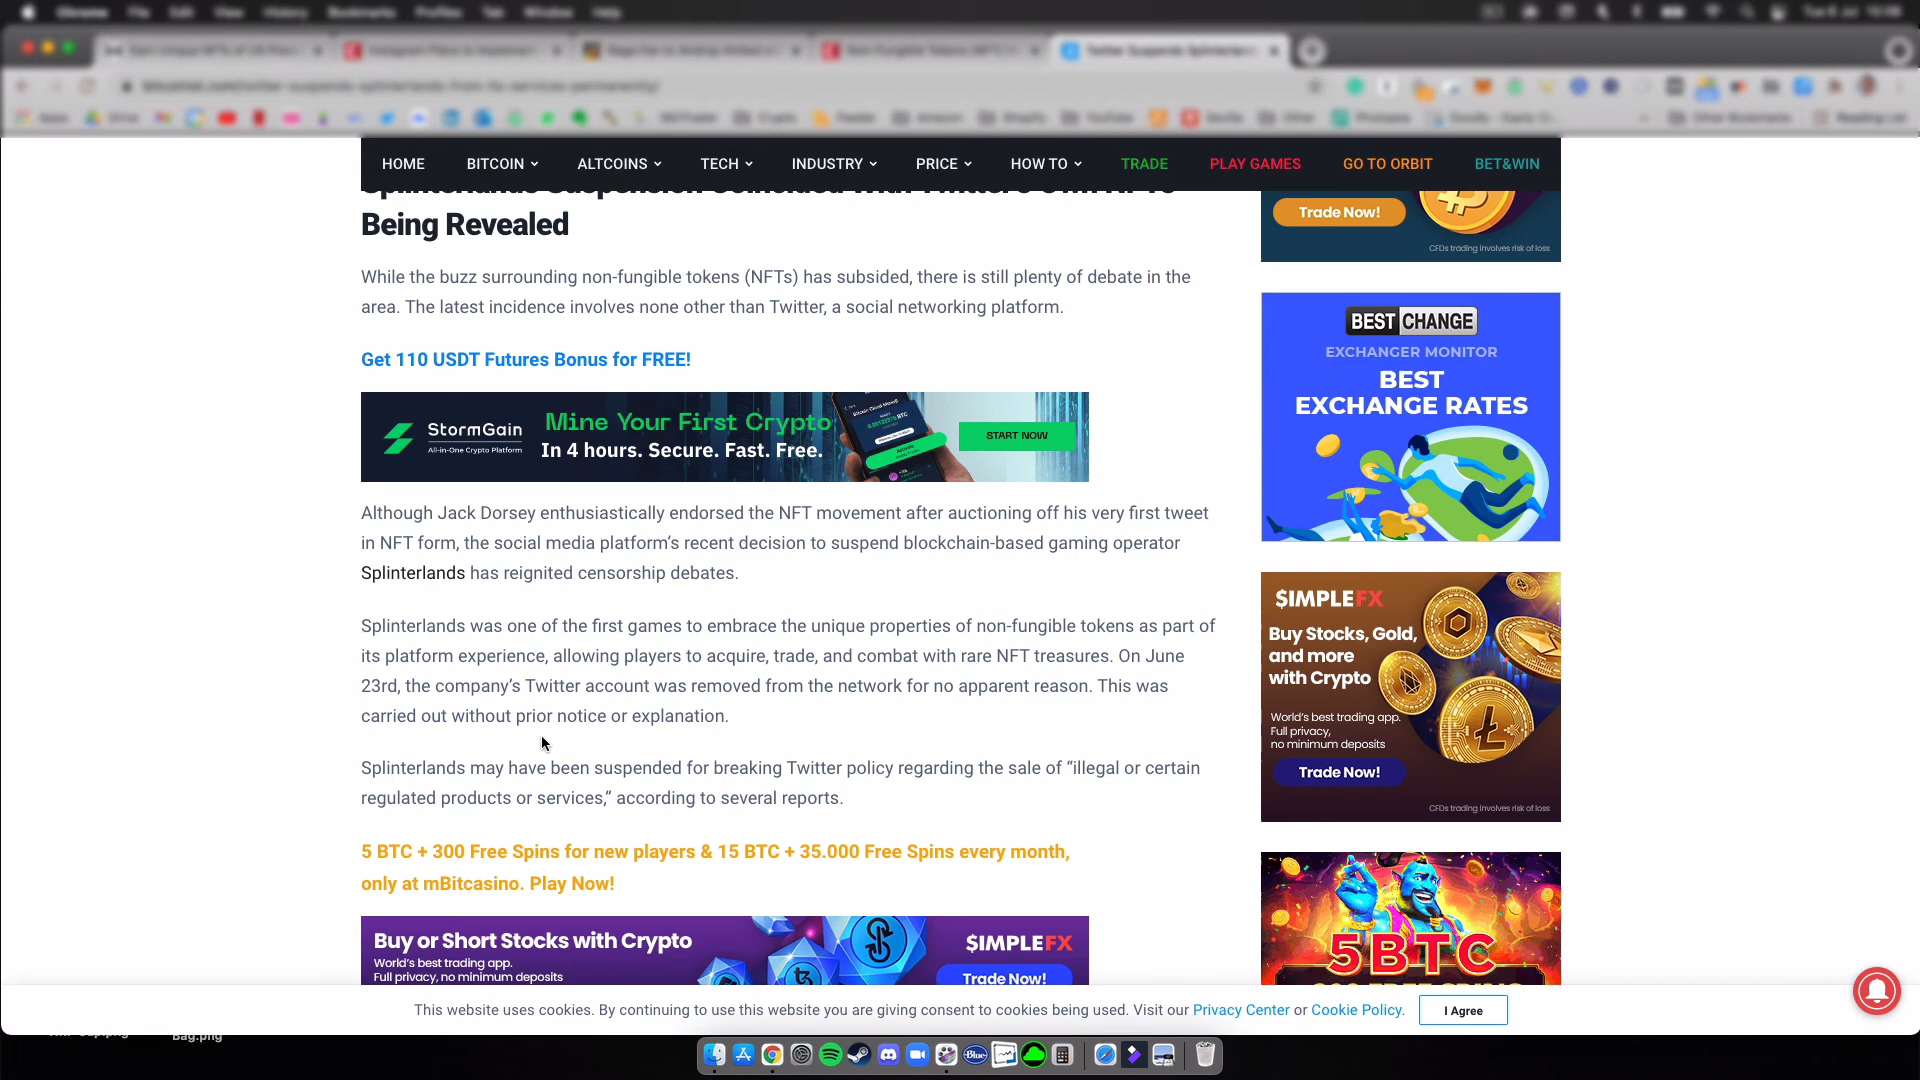 HOME BITCOIN ALTCOINS TECH INDUSTRY PRICE HOW TO TRADE PLAY GAMES GO TO ORBIT BET&WIN
Being Revealed
While the buzz surrounding non-fungible tokens (NFTs) has subsided, there is still plenty of debate in the
area. The latest incidence involves none other than Twitter, a social networking platform.
Get 110 USDT Futures Bonus for FREE!
StormGain
All-in-One Crypto Platform
Mine Your First Crypto
In 4 hours. Secure. Fast. Free.
START NOW
Although Jack Dorsey enthusiastically endorsed the NFT movement after auctioning off his very first tweet
in NFT form, the social media platform's recent decision to suspend blockchain-based gaming operator
Splinterlands has reignited censorship debates.
Splinterlands was one of the first games to embrace the unique properties of non-fungible tokens as part of
its platform experience, allowing players to acquire, trade, and combat with rare NFT treasures. On June
23rd, the company's Twitter account was removed from the network for no apparent reason. This was
carried out without prior notice or explanation.
Splinterlands may have been suspended for breaking Twitter policy regarding the sale of “illegal or certain
regulated products or services,” according to several reports.
5 BTC + 300 Free Spins for new players & 15 BTC + 35.000 Free Spins every month,
only at mBitcasino. Play Now!
Buy or Short Stocks with Crypto
World's best trading app.
Full privacy, no minimum deposits
$IMPLEFX
Trade Now!
Trade Now!
CFDs trading involves risk of loss
BEST CHANGE
EXCHANGER MONITOR
BEST
EXCHANGE RATES
$IMPLEFX
Buy Stocks, Gold,
and more
with Crypto
World's best trading app.
Full privacy,
no minimum deposits
Trade Now!
CFDs trading involves risk of loss
5BTC
This website uses cookies. By continuing to use this website you are giving consent to cookies being used. Visit our Privacy Center or Cookie Policy.
I Agree
Bag.png